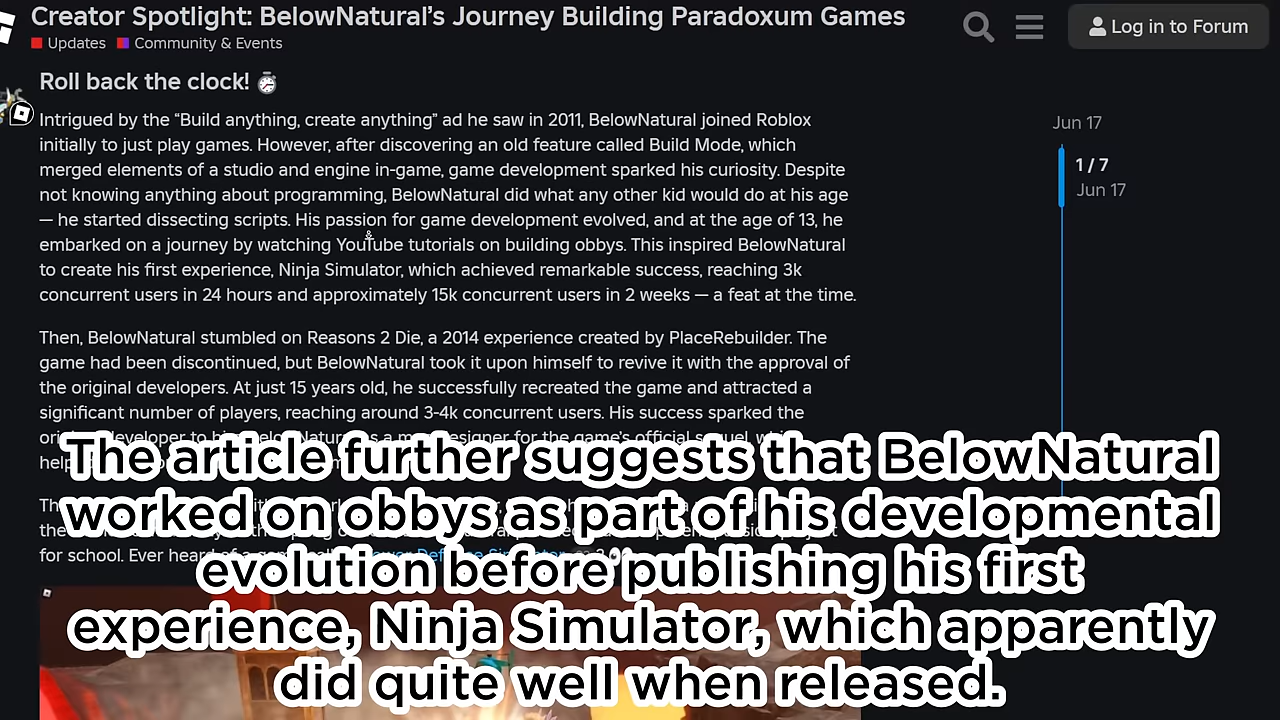 Creator Spotlight: BelowNatural's Journey Building Paradoxum Games
Updates Community & Events
Log in to Forum
Roll back the clock!
Intrigued by the “Build anything, create anything” ad he saw in 2011, BelowNatural joined Roblox
initially to just play games. However, after discovering an old feature called Build Mode, which
merged elements of a studio and engine in-game, game development sparked his curiosity. Despite
not knowing anything about programming, BelowNatural did what any other kid would do at his age
— he started dissecting scripts. His passion for game development evolved, and at the age of 13, he
embarked on a journey by watching YouTube tutorials on building obbys. This inspired BelowNatural
to create his first experience, Ninja Simulator, which achieved remarkable success, reaching 3k
concurrent users in 24 hours and approximately 15k concurrent users in 2 weeks — a feat at the time.
Jun 17
1 / 7
Jun 17
Then, BelowNatural stumbled on Reasons 2 Die, a 2014 experience created by PlaceRebuilder. The
game had been discontinued, but BelowNatural took it upon himself to revive it with the approval of
the original developers. At just 15 years old, he successfully recreated the game and attracted a
significant number of players, reaching around 3-4k concurrent users. His success sparked the
for the game's official sequel,
for school. Ever heard of a
The article further suggests that BelowNatural
worked on obbys as part of his developmental
evolution before publishing his first
experience, Ninja Simulator, which apparently
did quite well when released.